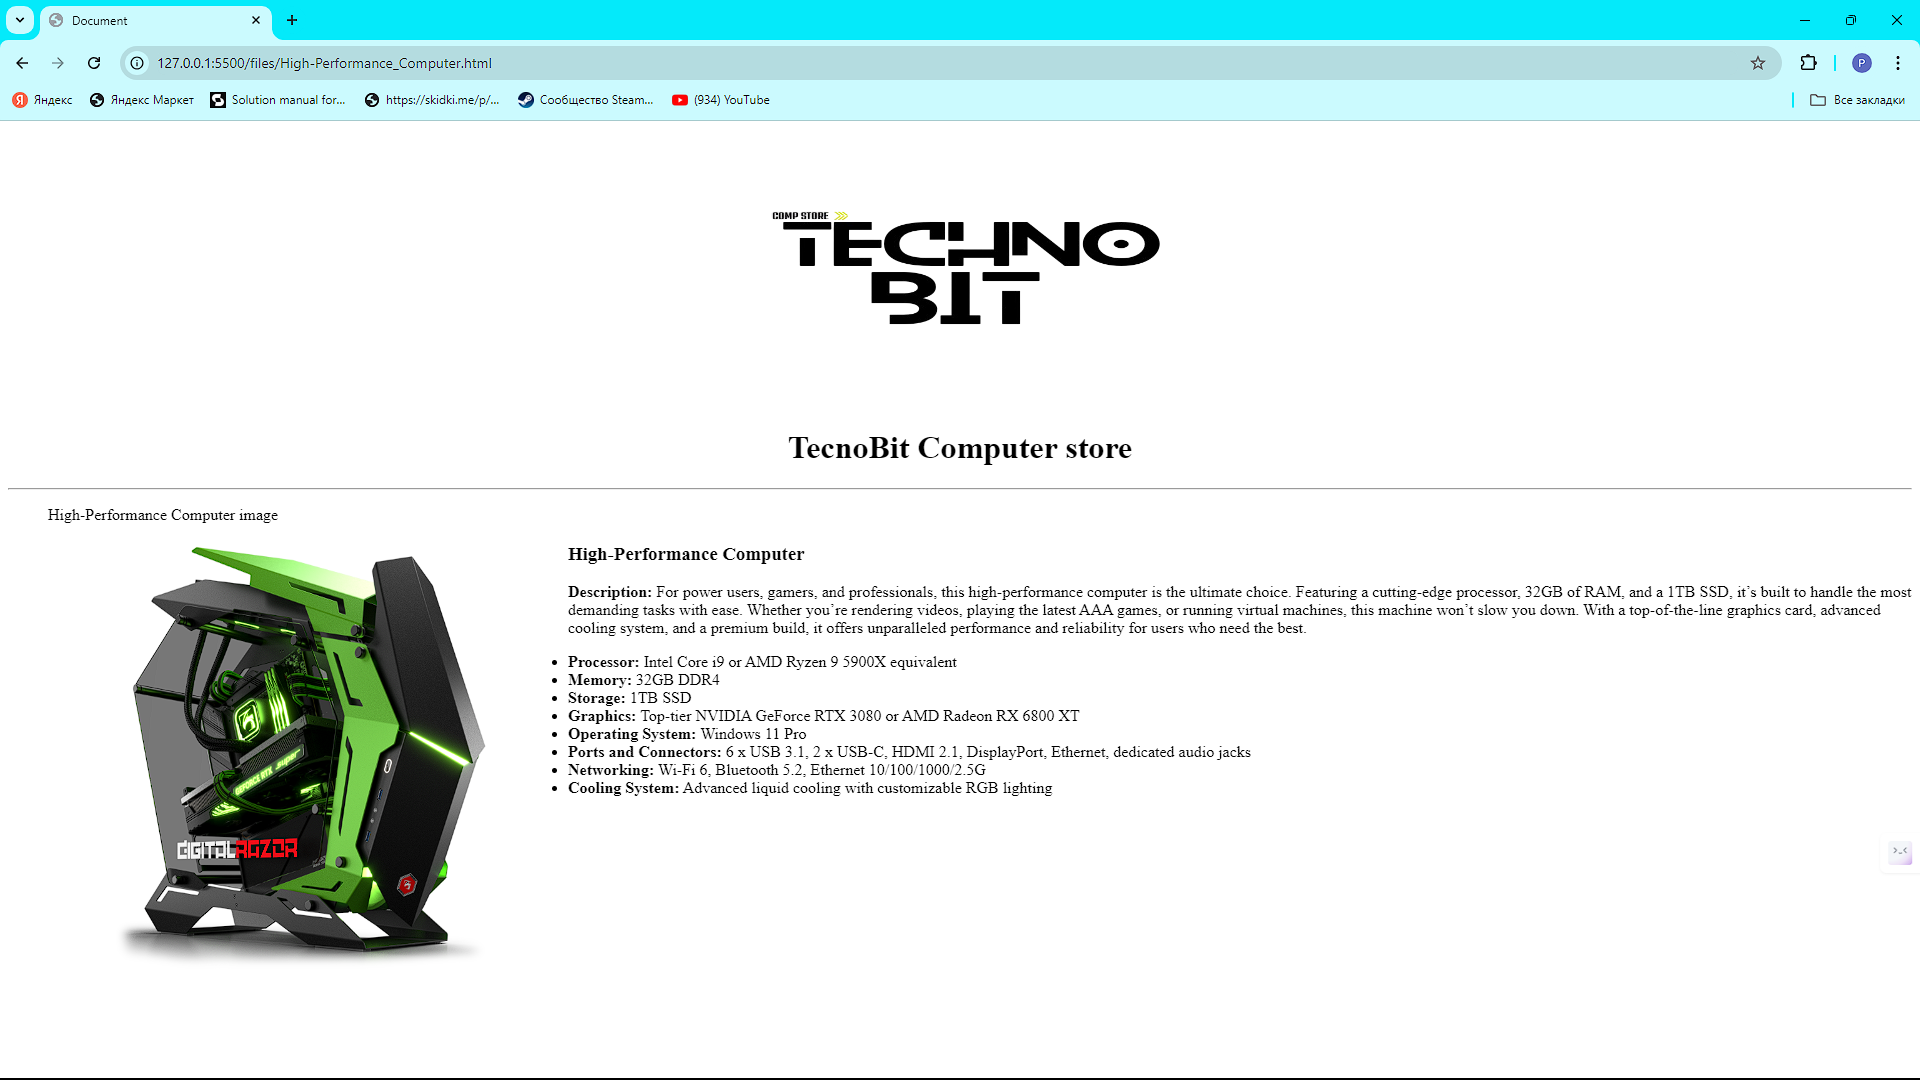 Document
127.0.0.1:5500/files/High-Performance_Computer.html
P
Яндекс
Яндекс Маркет
Solution manual for...
https://skidki.me/p/...
Сообщество Steam...
(934) YouTube
Все закладки
COMP STORE
TECHNO
BIT
TecnoBit Computer store
High-Performance Computer image
GEFORCE RTX
DIGITALRAZOR
High-Performance Computer
Description: For power users, gamers, and professionals, this high-performance computer is the ultimate choice. Featuring a cutting-edge processor, 32GB of RAM, and a 1TB SSD, it’s built to handle the most
demanding tasks with ease. Whether you’re rendering videos, playing the latest AAA games, or running virtual machines, this machine won’t slow you down. With a top-of-the-line graphics card, advanced
cooling system, and a premium build, it offers unparalleled performance and reliability for users who need the best.
Processor: Intel Core i9 or AMD Ryzen 9 5900X equivalent
Memory: 32GB DDR4
Storage: 1TB SSD
Graphics: Top-tier NVIDIA GeForce RTX 3080 or AMD Radeon RX 6800 XT
Operating System: Windows 11 Pro
Ports and Connectors: 6 x USB 3.1, 2 x USB-C, HDMI 2.1, DisplayPort, Ethernet, dedicated audio jacks
Networking: Wi-Fi 6, Bluetooth 5.2, Ethernet 10/100/1000/2.5G
Cooling System: Advanced liquid cooling with customizable RGB lighting